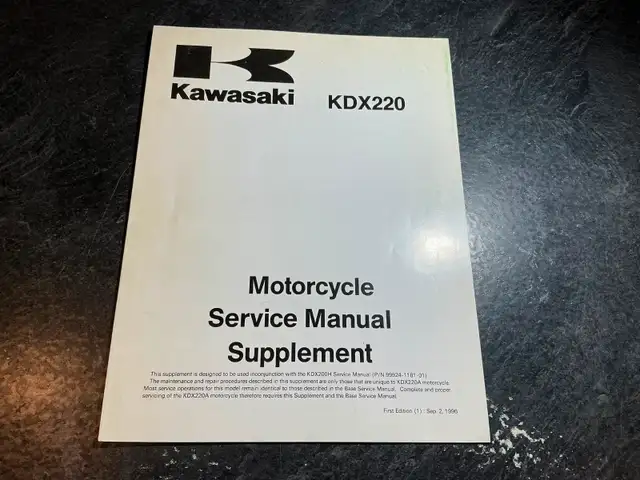 Kawasaki KDX220
Motorcycle
Service Manual
Supplement
This supplement is designed to be used inconjunction with the KDX200H Service Manual (P/N 99924-1181-01)
The maintenance and repair procedures described in this supplement are only those that are unique to KDX220A motorcycle.
Most service operations for this model remain identical to those described in the Base Service Manual. Complete and proper
servicing of the KDX220A motorcycle therefore requires this Supplement and the Base Service Manual.
First Edition (1) : Sep. 2, 1996